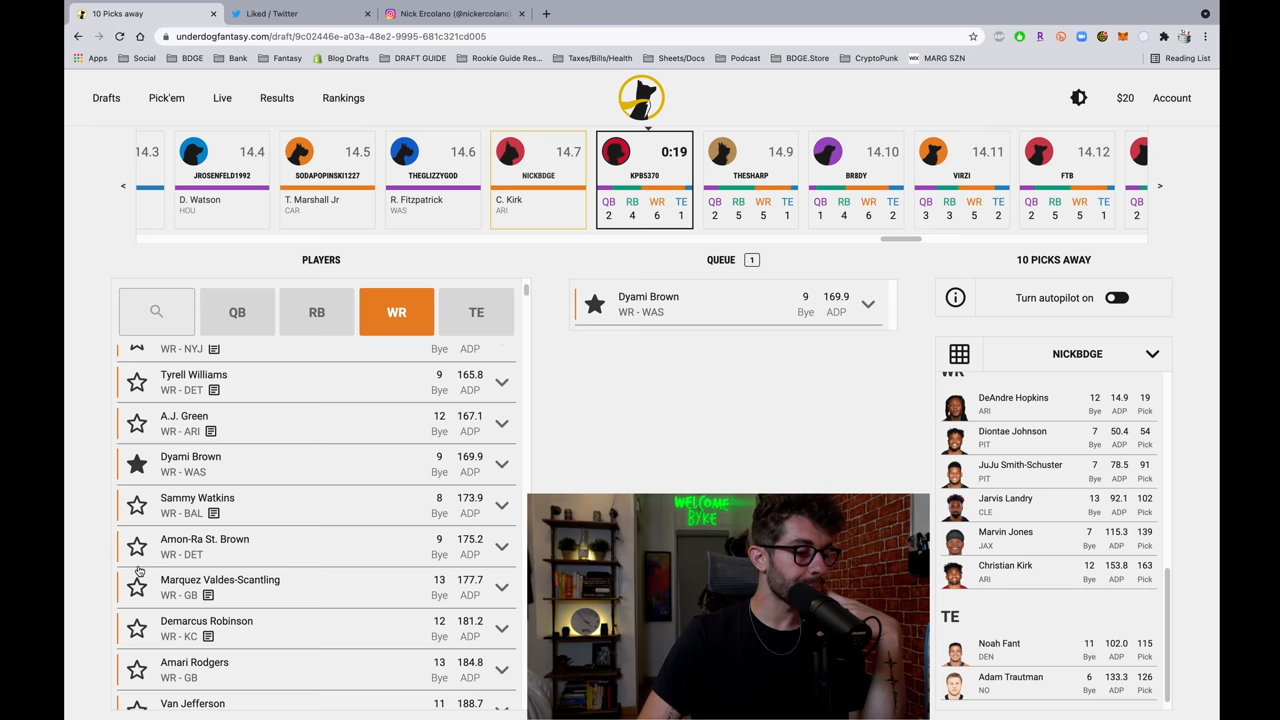 10 Picks away
Liked / Twitter
Nick Ercolano (@nickercolano)
underdogfantasy.com/draft/9c02446e-a03a-48e2-9995-681c321cd005
Apps Social BDGE Bank Fantasy Blog Drafts DRAFT GUIDE Rookie Guide Res... Taxes/Bills/Health Sheets/Docs Podcast BDGE.Store CryptoPunk WIX MARG SZN Reading List
Drafts Pick'em Live Results Rankings $20 Account
14.3
14.4
JROSENFELD1992
D. Watson
HOU
14.5
SODAPOPINSKI1227
T. Marshall Jr
CAR
14.6
THEGLIZZYGOD
R. Fitzpatrick
WAS
14.7
NICKBDGE
C. Kirk
ARI
0:19
KPB5370
QB RB WR TE
2 4 6 1
14.9
THESHARP
QB RB WR TE
2 5 5 1
14.10
BR8DY
QB RB WR TE
1 4 6 2
14.11
VIRZI
QB RB WR TE
3 3 5 2
14.12
FTB
QB RB WR TE
2 5 5 1
QB
2
< >
PLAYERS
QB RB WR TE
WR - NYJ Bye ADP
Tyrell Williams 9 165.8
WR - DET Bye ADP
A.J. Green 12 167.1
WR - ARI Bye ADP
Dyami Brown 9 169.9
WR - WAS Bye ADP
Sammy Watkins 8 173.9
WR - BAL Bye ADP
Amon-Ra St. Brown 9 175.2
WR - DET Bye ADP
Marquez Valdes-Scantling 13 177.7
WR - GB Bye ADP
Demarcus Robinson 12 181.2
WR - KC Bye ADP
Amari Rodgers 13 184.8
WR - GB Bye ADP
Van Jefferson 11 188.7
QUEUE 1
Dyami Brown 9 169.9
WR - WAS Bye ADP
WELCOME
BYKE
10 PICKS AWAY
Turn autopilot on
NICKBDGE
WR
DeAndre Hopkins 12 14.9 19
ARI Bye ADP Pick
Diontae Johnson 7 50.4 54
PIT Bye ADP Pick
JuJu Smith-Schuster 7 78.5 91
PIT Bye ADP Pick
Jarvis Landry 13 92.1 102
CLE Bye ADP Pick
Marvin Jones 7 115.3 139
JAX Bye ADP Pick
Christian Kirk 12 153.8 163
ARI Bye ADP Pick
TE
Noah Fant 11 102.0 115
DEN Bye ADP Pick
Adam Trautman 6 133.3 126
NO Bye ADP Pick